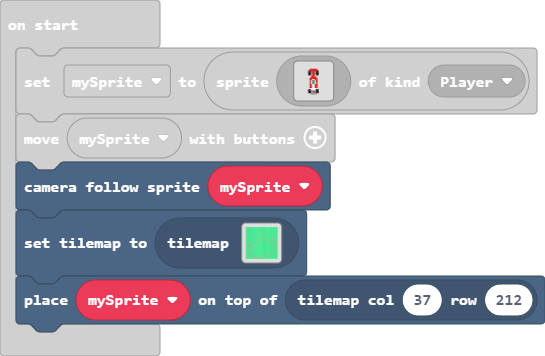 on start
set mySprite to sprite of kind Player
move mySprite with buttons
camera follow sprite mySprite
set tilemap to tilemap
place mySprite on top of tilemap col 37 row 212